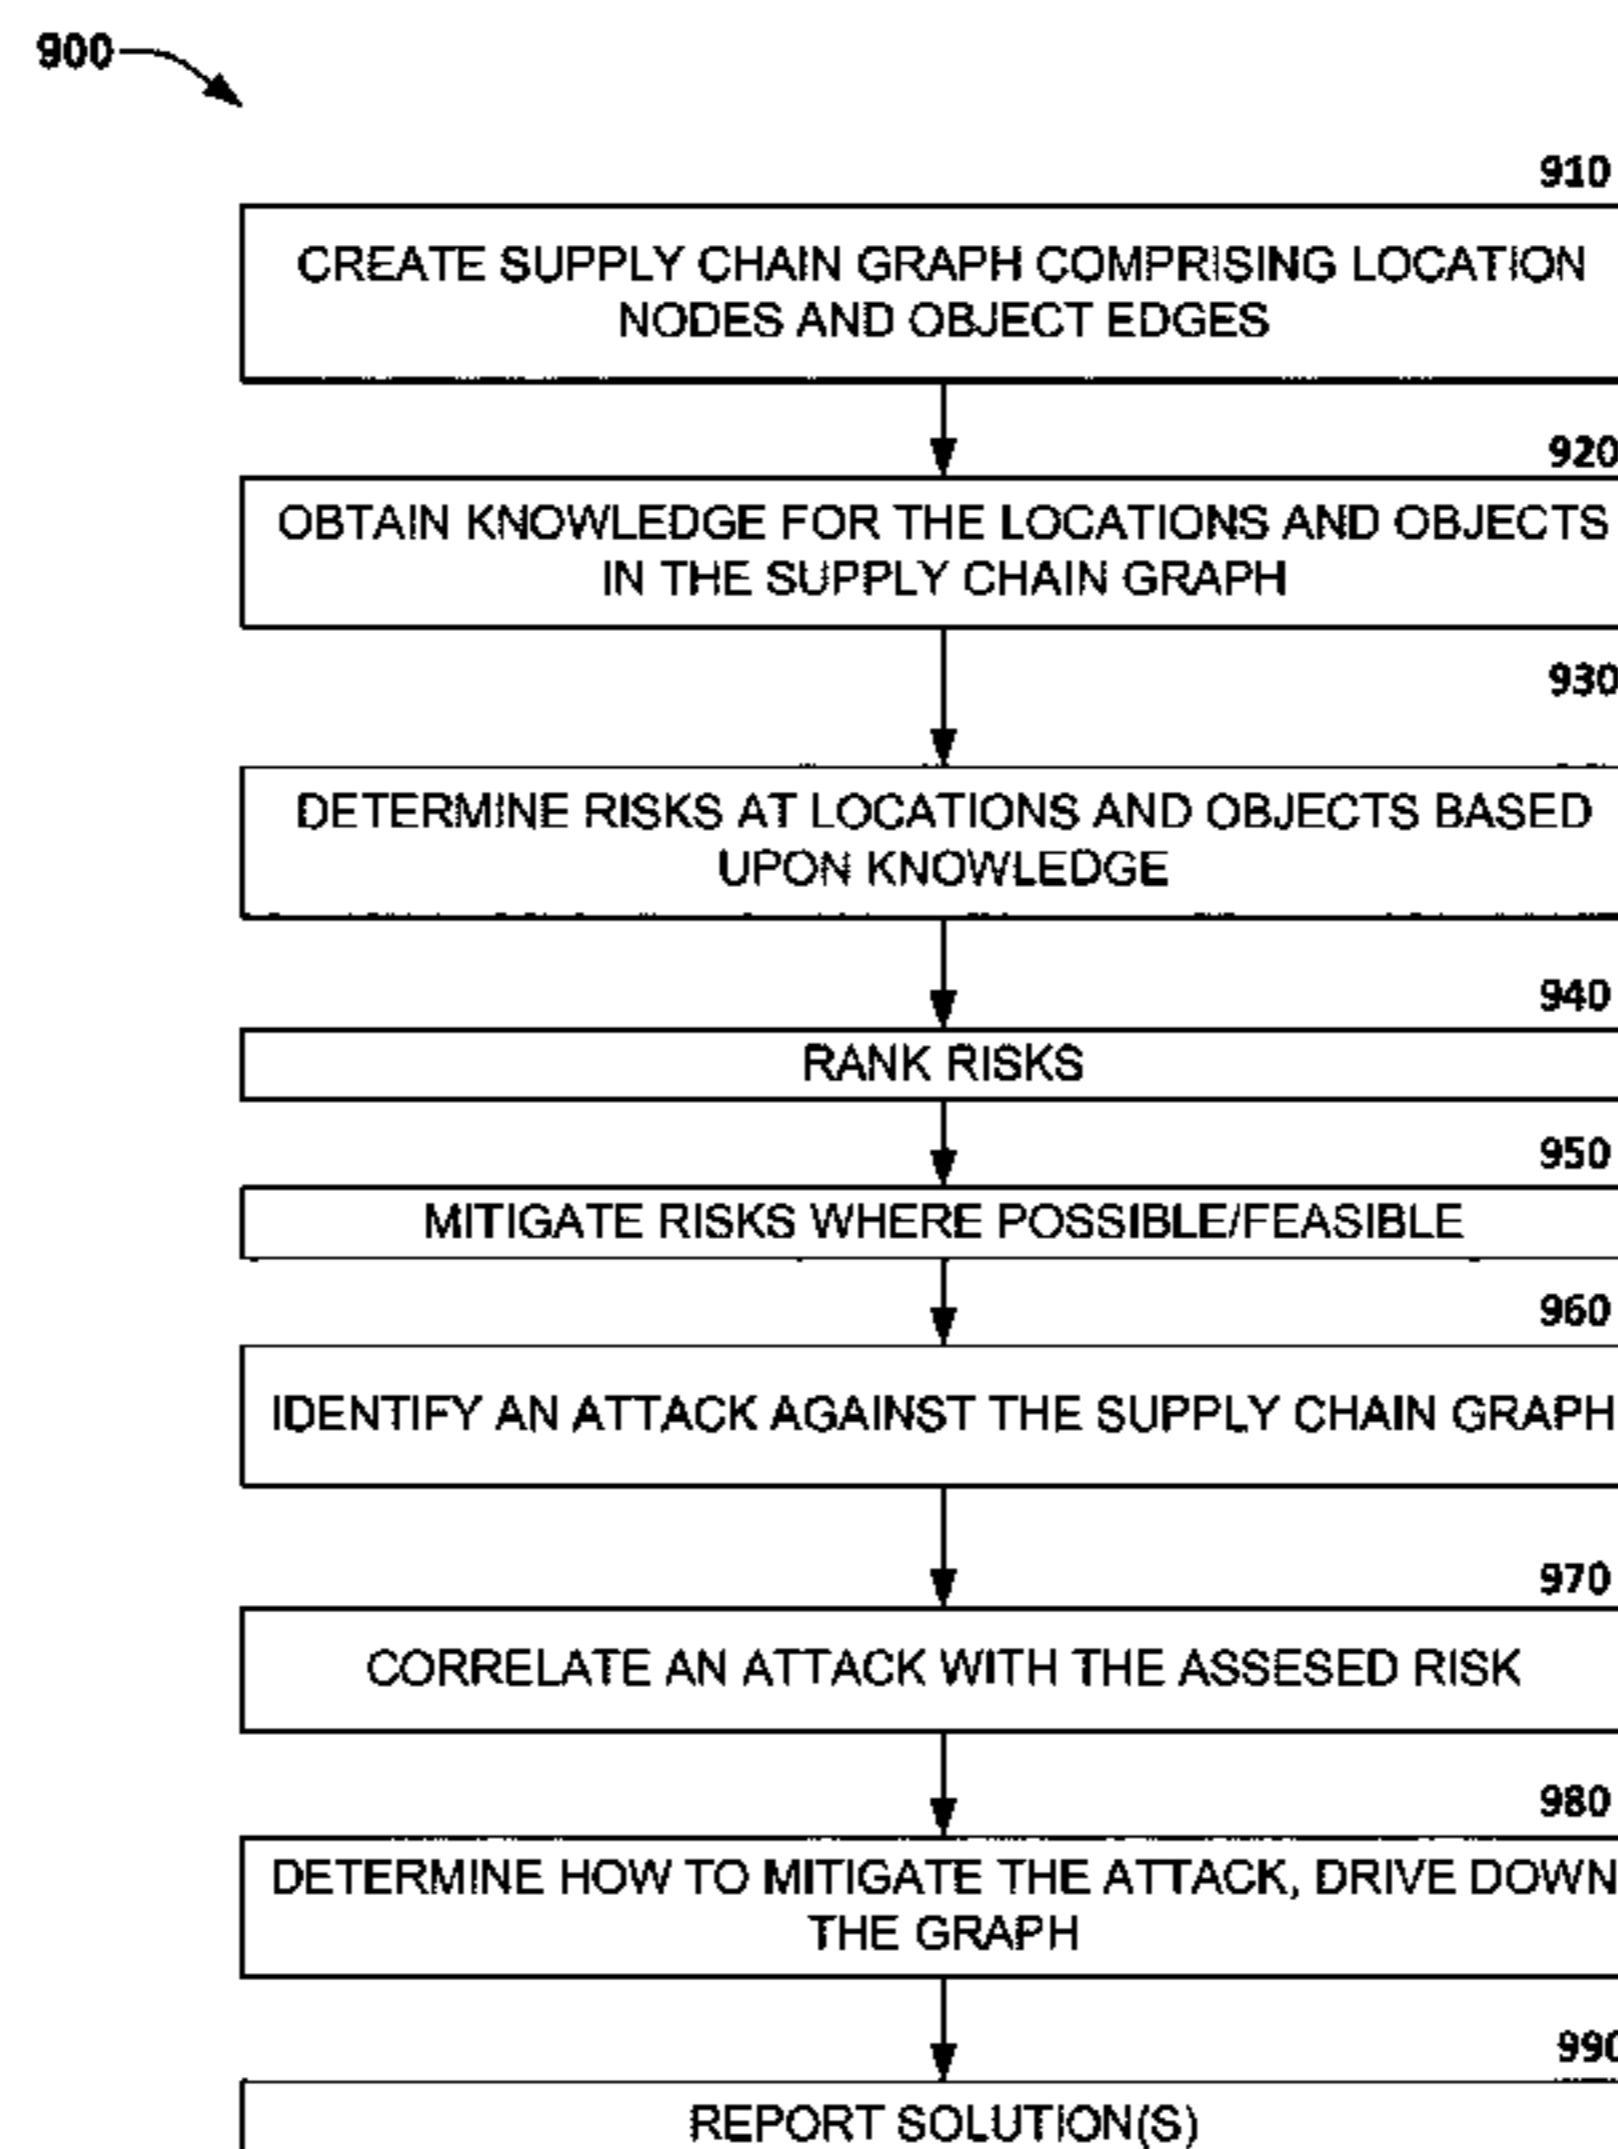 900
910
CREATE SUPPLY CHAIN GRAPH COMPRISING LOCATION
NODES AND OBJECT EDGES
920
OBTAIN KNOWLEDGE FOR THE LOCATIONS AND OBJECTS
IN THE SUPPLY CHAIN GRAPH
930
DETERMINE RISKS AT LOCATIONS AND OBJECTS BASED
UPON KNOWLEDGE
940
RANK RISKS
950
MITIGATE RISKS WHERE POSSIBLE/FEASIBLE
960
IDENTIFY AN ATTACK AGAINST THE SUPPLY CHAIN GRAPH
970
CORRELATE AN ATTACK WITH THE ASSESED RISK
980
DETERMINE HOW TO MITIGATE THE ATTACK, DRIVE DOWN
THE GRAPH
990
REPORT SOLUTION(S)